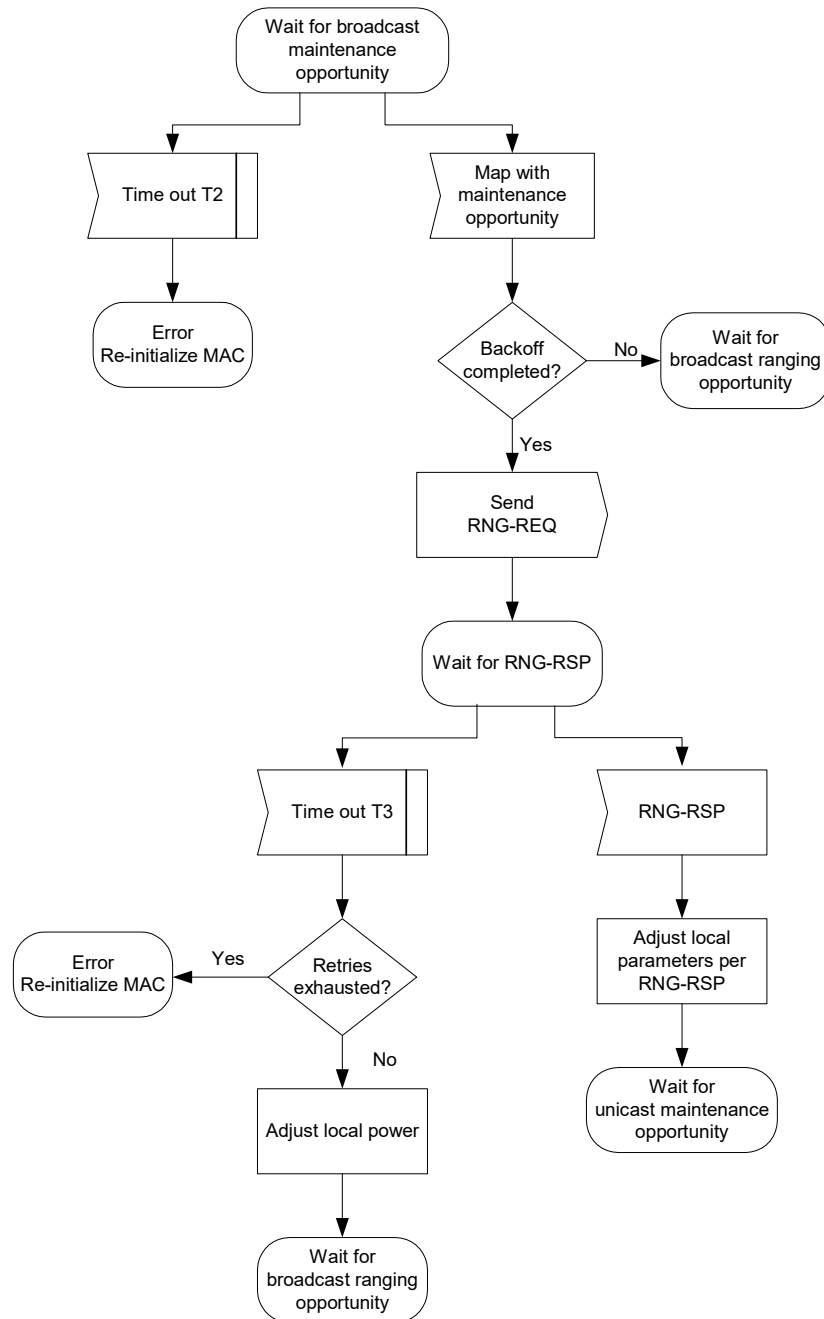 Wait for broadcast
maintenance
opportunity
Time out T2
Map with
maintenance
opportunity
Error
Re-initialize MAC
Backoff
completed?
No
Wait for
broadcast ranging
opportunity
Yes
Send
RNG-REQ
Wait for RNG-RSP
Time out T3
RNG-RSP
Error
Re-initialize MAC
Yes
Retries
exhausted?
Adjust local
parameters per
RNG-RSP
No
Adjust local power
Wait for
unicast maintenance
opportunity
Wait for
broadcast ranging
opportunity